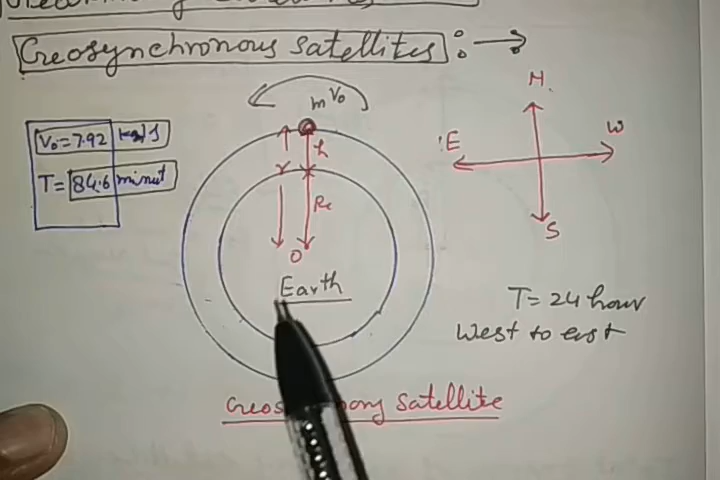 Geosynchronous Satellites :→
m V₀
N.
E
W
S
V₀=7.92 km/s
T= 84.6 minut
h
r
Re
O
Earth
T= 24 hour
West to east
Satellite